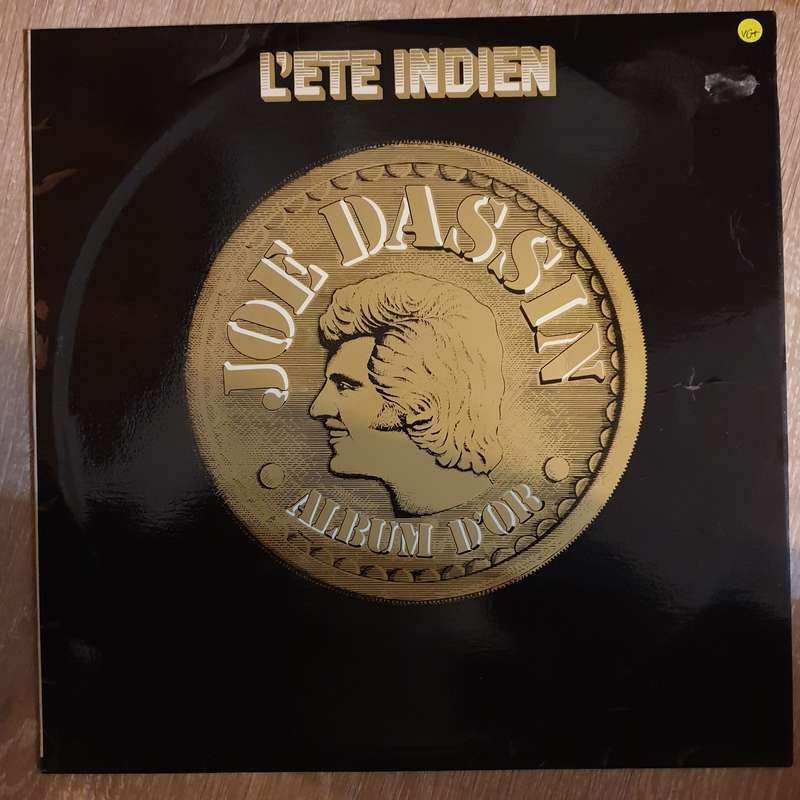 L'ETE INDIEN
VG+
JOE DASSIN
ALBUM D'OR